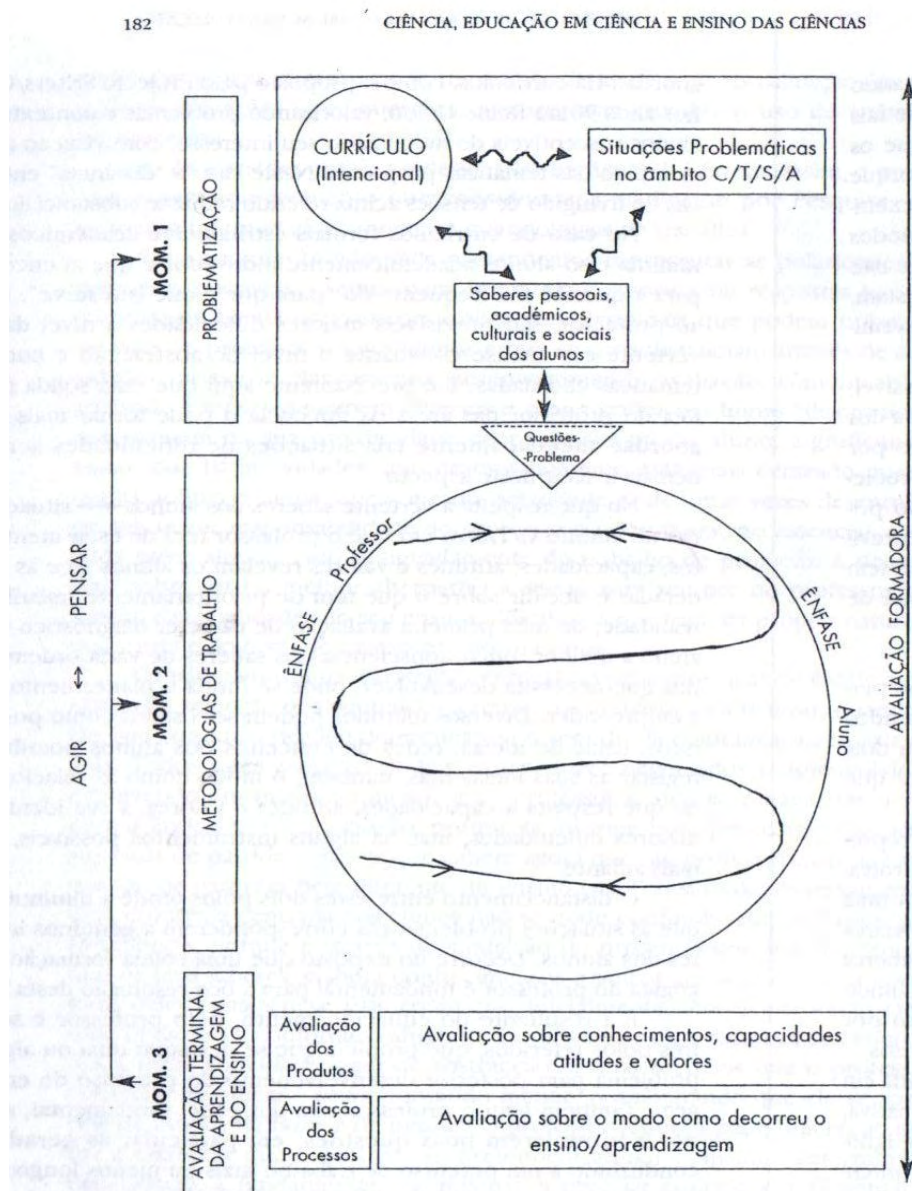 182
CIÊNCIA, EDUCAÇÃO EM CIÊNCIA E ENSINO DAS CIÊNCIAS
AGIR ↔ PENSAR
MOM. 1
PROBLEMATIZAÇÃO
CURRÍCULO
(Intencional)
Situações Problemáticas
no âmbito C/T/S/A
Saberes pessoais,
académicos,
culturais e sociais
dos alunos
Questões-
Problema
MOM. 2
METODOLOGIAS DE TRABALHO
ENFASE Professor
ENFASE Aluno
AVALIAÇÃO FORMADORA
MOM. 3
AVALIAÇÃO TERMINAL
DA APRENDIZAGEM
E DO ENSINO
Avaliação
dos
Produtos
Avaliação sobre conhecimentos, capacidades
atitudes e valores
Avaliação
dos
Processos
Avaliação sobre o modo como decorreu o
ensino/aprendizagem